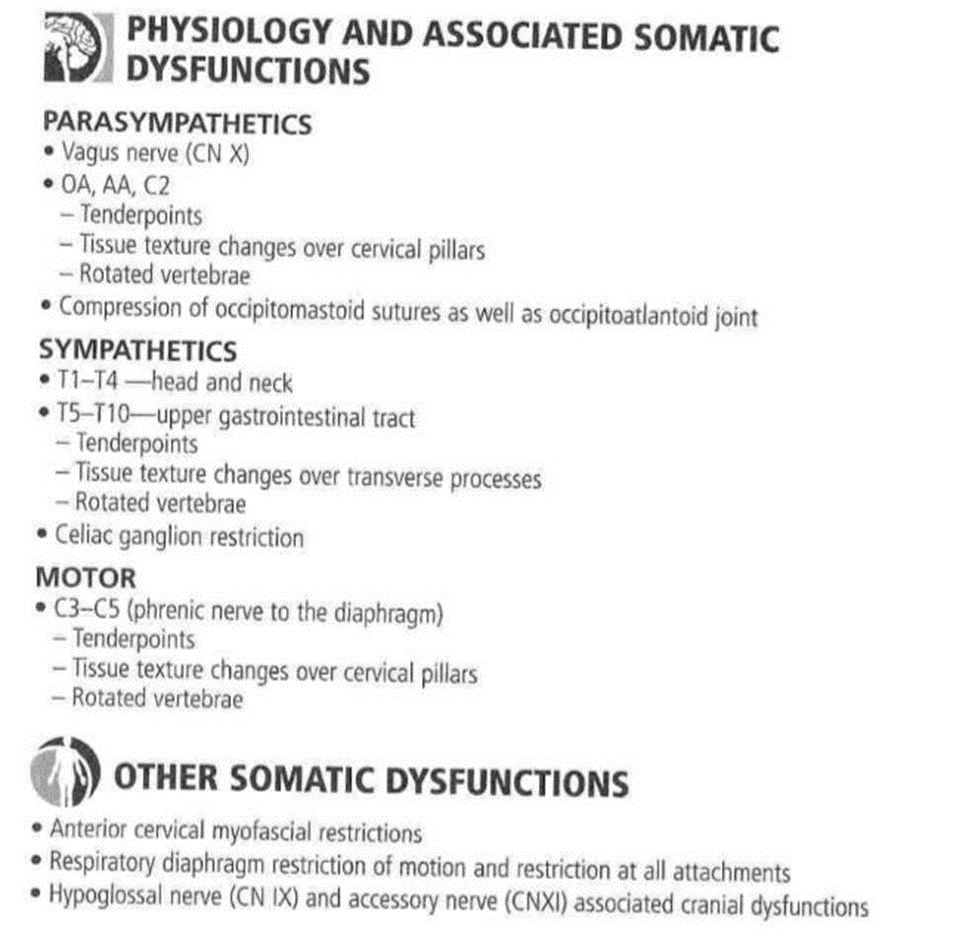 PHYSIOLOGY AND ASSOCIATED SOMATIC
DYSFUNCTIONS
PARASYMPATHETICS
• Vagus nerve (CN X)
• OA, AA, C2
– Tenderpoints
– Tissue texture changes over cervical pillars
– Rotated vertebrae
• Compression of occipitomastoid sutures as well as occipitoatlantoid joint
SYMPATHETICS
• T1–T4 —head and neck
• T5–T10—upper gastrointestinal tract
– Tenderpoints
– Tissue texture changes over transverse processes
– Rotated vertebrae
• Celiac ganglion restriction
MOTOR
• C3–C5 (phrenic nerve to the diaphragm)
– Tenderpoints
– Tissue texture changes over cervical pillars
– Rotated vertebrae
OTHER SOMATIC DYSFUNCTIONS
• Anterior cervical myofascial restrictions
• Respiratory diaphragm restriction of motion and restriction at all attachments
• Hypoglossal nerve (CN IX) and accessory nerve (CNXI) associated cranial dysfunctions